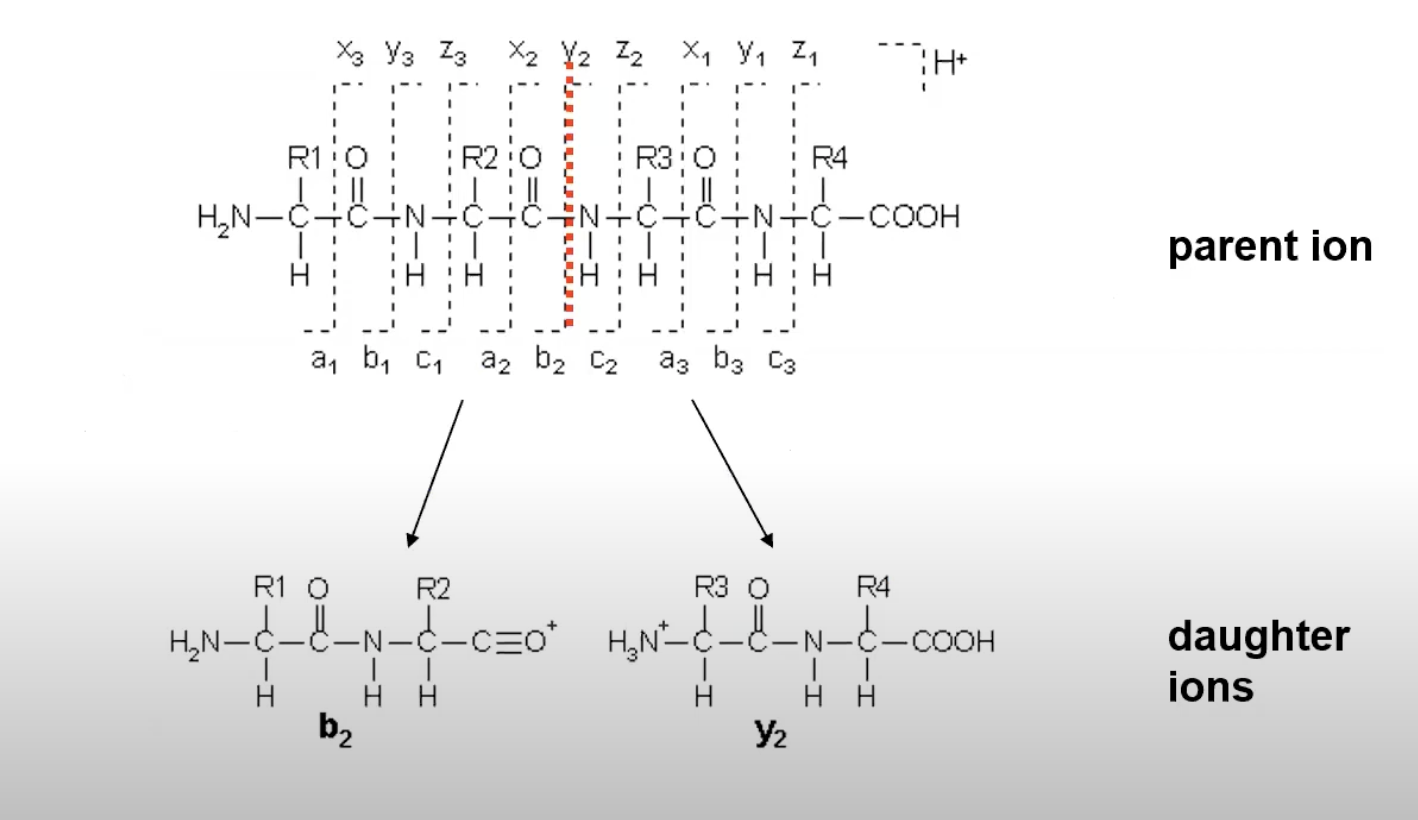 x₃ y₃ z₃ x₂ y₂ z₂ x₁ y₁ z₁ H⁺
R1 O R2 O R3 O R4
H₂N—C—C—N—C—C—N—C—C—N—C—COOH
H H H H H H H
parent ion
a₁ b₁ c₁ a₂ b₂ c₂ a₃ b₃ c₃
R1 O R2
H₂N—C—C—N—C—C≡O⁺
H H H
b₂
R3 O R4
H₃N⁺—C—C—N—C—COOH
H H H
y₂
daughter
ions